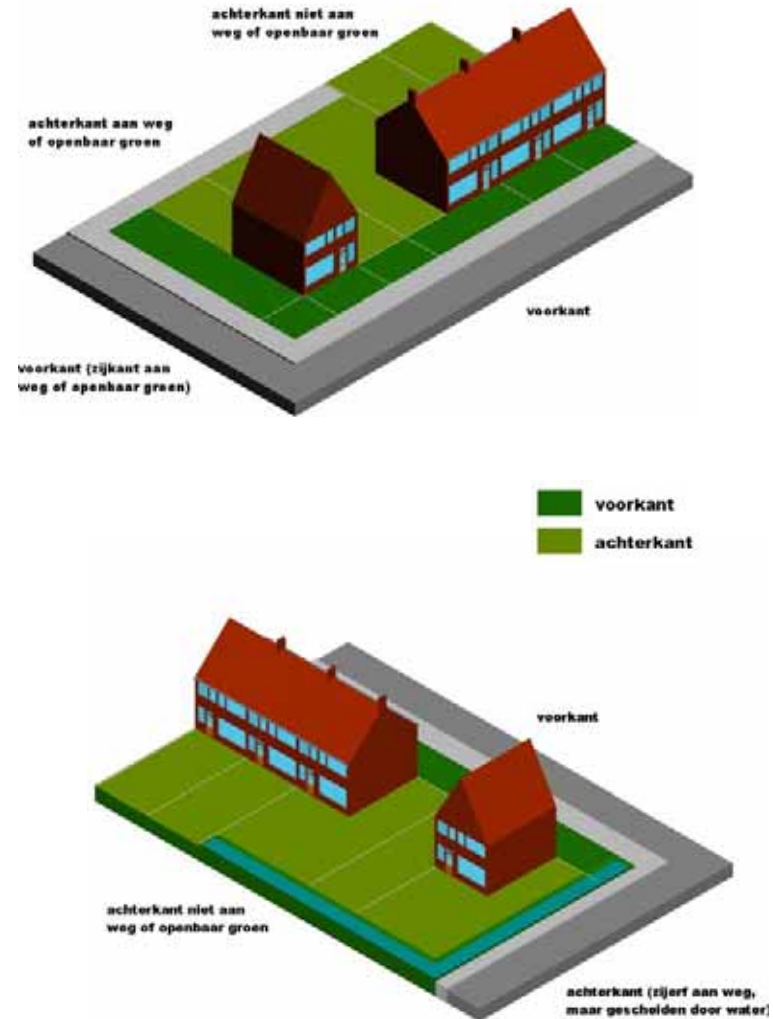 achterkant niet aan
weg of openbaar groen
achterkant aan weg
of openbaar groen
voorkant
voorkant (zijkant aan
weg of openbaar groen)
voorkant
achterkant
voorkant
achterkant niet aan
weg of openbaar groen
achterkant (zijerf aan weg,
maar gescheiden door water)